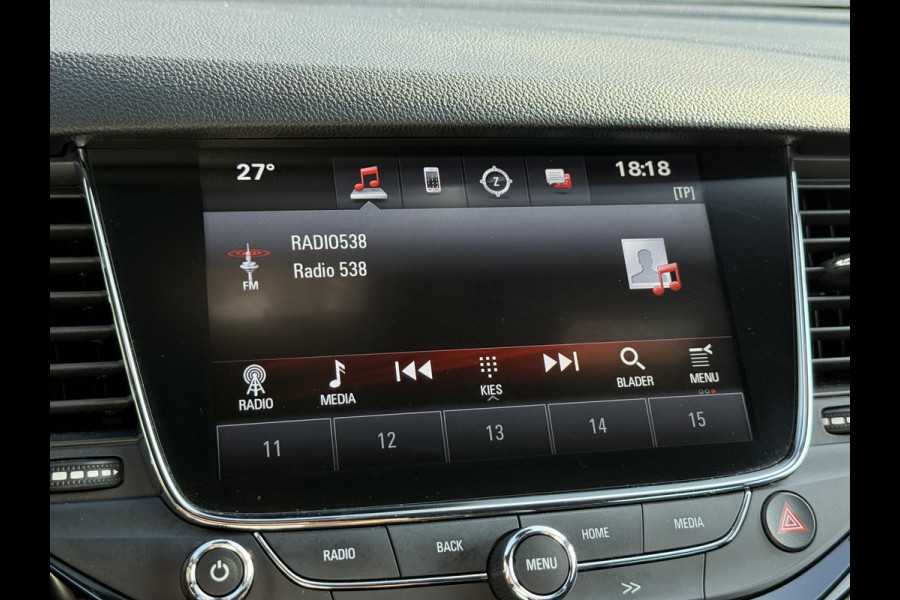 27° 18:18
Z
[TP]
RADIO538
Radio 538
FM
RADIO MEDIA KIES BLADER MENU
11 12 13 14 15
RADIO BACK MENU HOME MEDIA